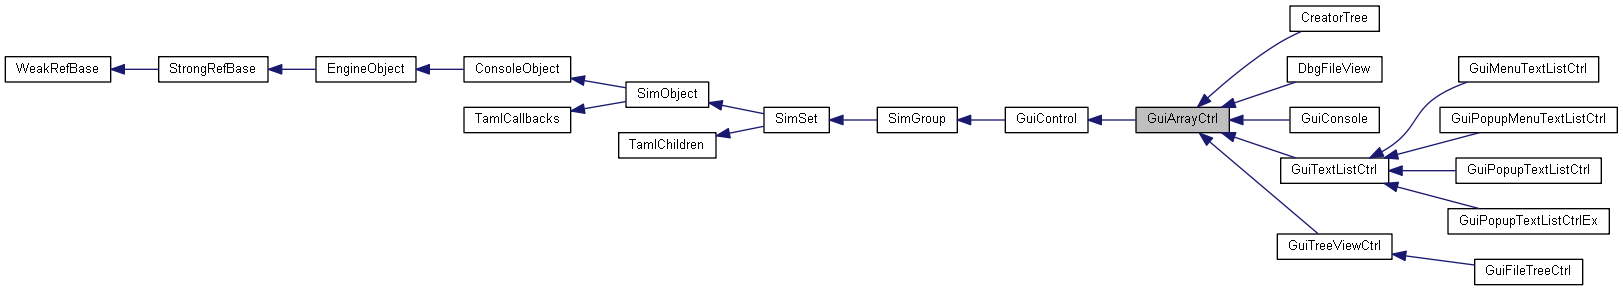 CreatorTree
WeakRefBase
StrongRefBase
EngineObject
ConsoleObject
DbgFileView
GuiMenuTextListCtrl
SimObject
TamlCallbacks
SimSet
SimGroup
GuiControl
GuiArrayCtrl
GuiConsole
GuiPopupMenuTextListCtrl
TamlChildren
GuiTextListCtrl
GuiPopupTextListCtrl
GuiPopupTextListCtrlEx
GuiTreeViewCtrl
GuiFileTreeCtrl